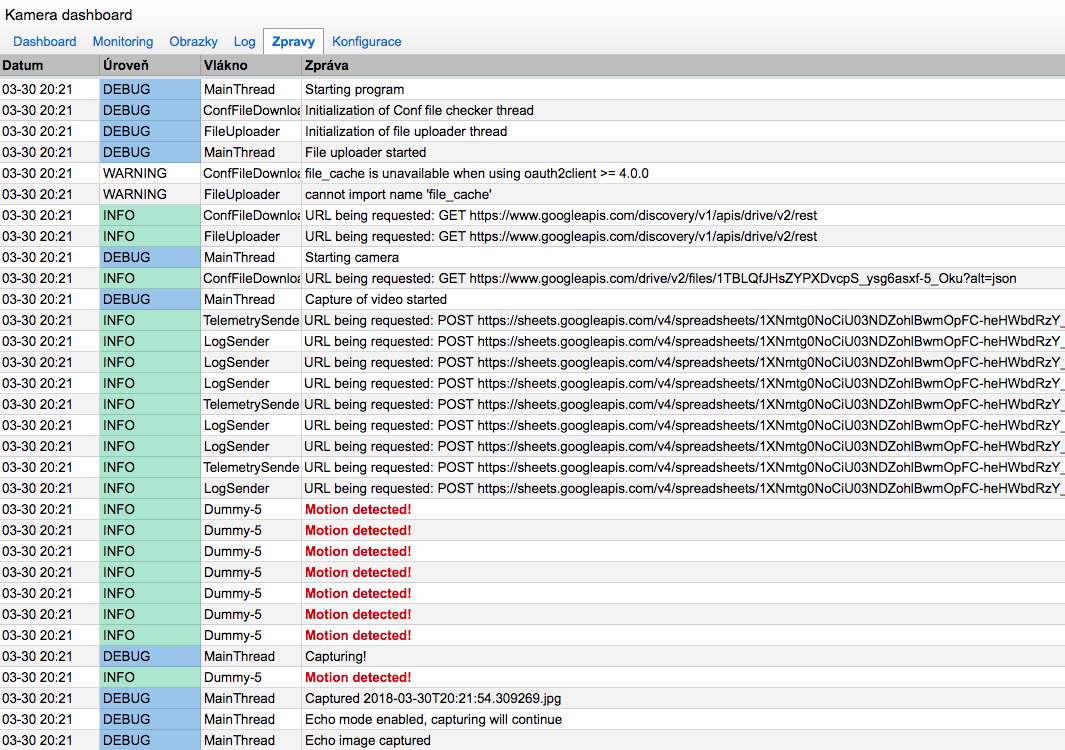 Kamera dashboard
Dashboard Monitoring Obrazky Log Zpravy Konfigurace
Datum Úroveň Vlákno Zpráva
03-30 20:21 DEBUG MainThread Starting program
03-30 20:21 DEBUG ConfFileDownloa Initialization of Conf file checker thread
03-30 20:21 DEBUG FileUploader Initialization of file uploader thread
03-30 20:21 DEBUG MainThread File uploader started
03-30 20:21 WARNING ConfFileDownloa file_cache is unavailable when using oauth2client >= 4.0.0
03-30 20:21 WARNING FileUploader cannot import name 'file_cache'
03-30 20:21 INFO ConfFileDownloa URL being requested: GET https://www.googleapis.com/discovery/v1/apis/drive/v2/rest
03-30 20:21 INFO FileUploader URL being requested: GET https://www.googleapis.com/discovery/v1/apis/drive/v2/rest
03-30 20:21 DEBUG MainThread Starting camera
03-30 20:21 INFO ConfFileDownloa URL being requested: GET https://www.googleapis.com/drive/v2/files/1TBLQfJHsZYPXDvcpS_ysg6asxf-5_Oku?alt=json
03-30 20:21 DEBUG MainThread Capture of video started
03-30 20:21 INFO TelemetrySende URL being requested: POST https://sheets.googleapis.com/v4/spreadsheets/1XNmtg0NoCiU03NDZohlBwmOpFC-heHWbdRzY_
03-30 20:21 INFO LogSender URL being requested: POST https://sheets.googleapis.com/v4/spreadsheets/1XNmtg0NoCiU03NDZohlBwmOpFC-heHWbdRzY_
03-30 20:21 INFO LogSender URL being requested: POST https://sheets.googleapis.com/v4/spreadsheets/1XNmtg0NoCiU03NDZohlBwmOpFC-heHWbdRzY_
03-30 20:21 INFO LogSender URL being requested: POST https://sheets.googleapis.com/v4/spreadsheets/1XNmtg0NoCiU03NDZohlBwmOpFC-heHWbdRzY_
03-30 20:21 INFO TelemetrySende URL being requested: POST https://sheets.googleapis.com/v4/spreadsheets/1XNmtg0NoCiU03NDZohlBwmOpFC-heHWbdRzY_
03-30 20:21 INFO LogSender URL being requested: POST https://sheets.googleapis.com/v4/spreadsheets/1XNmtg0NoCiU03NDZohlBwmOpFC-heHWbdRzY_
03-30 20:21 INFO LogSender URL being requested: POST https://sheets.googleapis.com/v4/spreadsheets/1XNmtg0NoCiU03NDZohlBwmOpFC-heHWbdRzY_
03-30 20:21 INFO TelemetrySende URL being requested: POST https://sheets.googleapis.com/v4/spreadsheets/1XNmtg0NoCiU03NDZohlBwmOpFC-heHWbdRzY_
03-30 20:21 INFO LogSender URL being requested: POST https://sheets.googleapis.com/v4/spreadsheets/1XNmtg0NoCiU03NDZohlBwmOpFC-heHWbdRzY_
03-30 20:21 INFO Dummy-5 Motion detected!
03-30 20:21 INFO Dummy-5 Motion detected!
03-30 20:21 INFO Dummy-5 Motion detected!
03-30 20:21 INFO Dummy-5 Motion detected!
03-30 20:21 INFO Dummy-5 Motion detected!
03-30 20:21 INFO Dummy-5 Motion detected!
03-30 20:21 INFO Dummy-5 Motion detected!
03-30 20:21 DEBUG MainThread Capturing!
03-30 20:21 INFO Dummy-5 Motion detected!
03-30 20:21 DEBUG MainThread Captured 2018-03-30T20:21:54.309269.jpg
03-30 20:21 DEBUG MainThread Echo mode enabled, capturing will continue
03-30 20:21 DEBUG MainThread Echo image captured